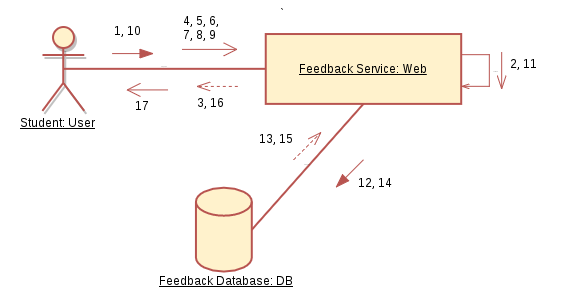 1, 10
4, 5, 6,
7, 8, 9
Feedback Service: Web
2, 11
17
3, 16
Student: User
13, 15
12, 14
Feedback Database: DB